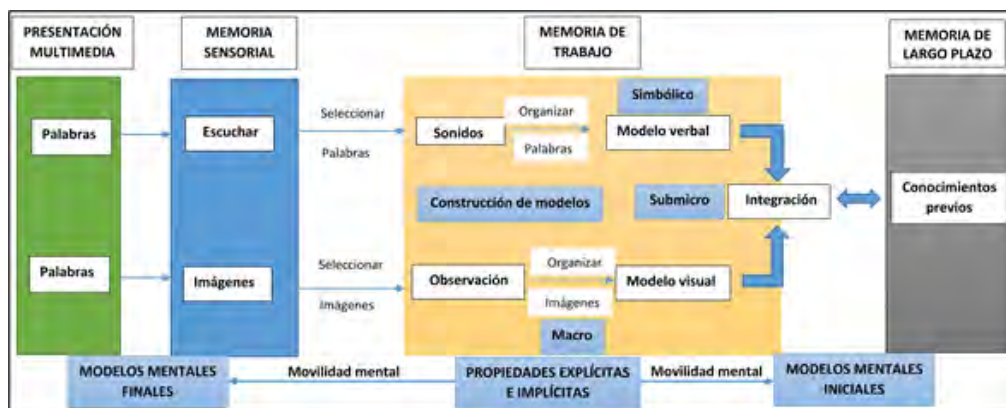 PRESENTACIÓN
MULTIMEDIA
MEMORIA
SENSORIAL
MEMORIA DE
TRABAJO
MEMORIA DE
LARGO PLAZO
Palabras
Escuchar
Seleccionar
Palabras
Sonidos
Organizar
Palabras
Simbólico
Modelo verbal
Construcción de modelos
Submicro
Integración
Conocimientos
previos
Palabras
Imágenes
Seleccionar
Imágenes
Observación
Organizar
Imágenes
Modelo visual
Macro
MODELOS MENTALES
FINALES
Movilidad mental
PROPIEDADES EXPLÍCITAS
E IMPLÍCITAS
Movilidad mental
MODELOS MENTALES
INICIALES